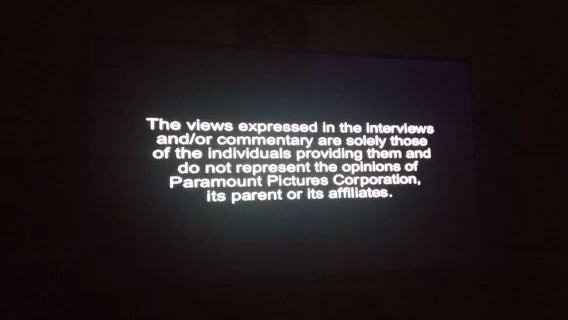 The views expressed in the interviews
and/or commentary are solely those
of the individuals providing them and
do not represent the opinions of
Paramount Pictures Corporation,
its parent or its affiliates.